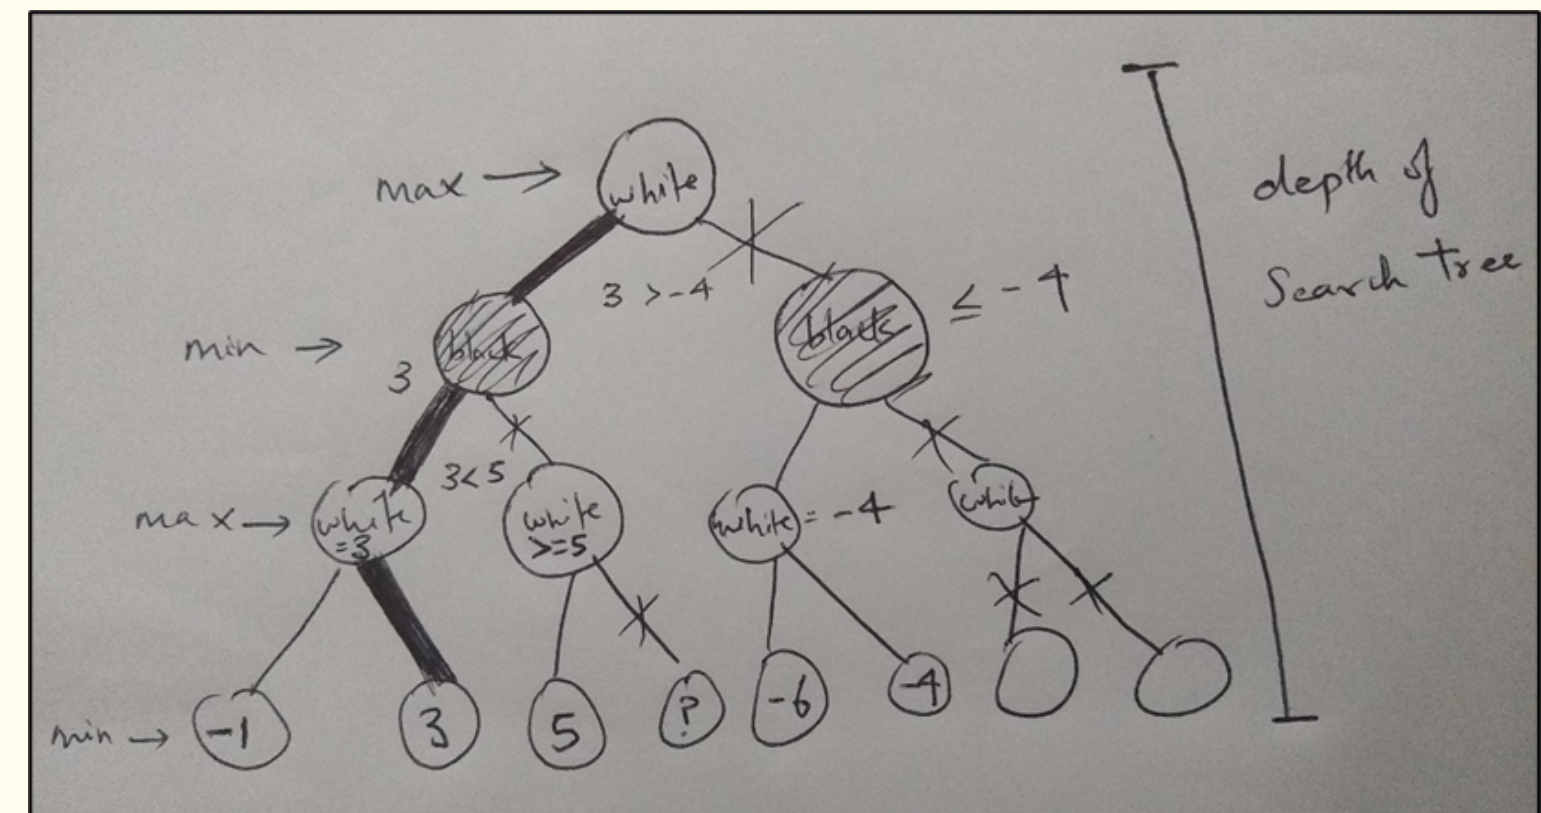 max → white
3 > -4
min → black
black ≤ -4
3
3<5
max → white
=3
white
>=5
white = -4
white
min → -1
3
5
?
-6
-4
depth of
Search Tree